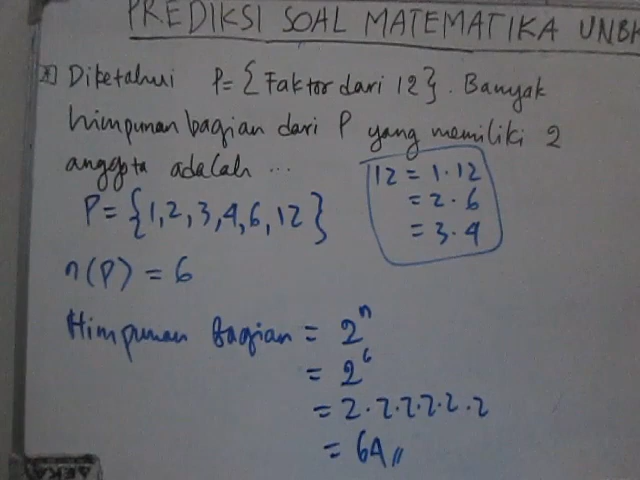 PREDIKSI SOAL MATEMATIKA UNBK
*) Diketahui P = { Faktor dari 12 }. Banyak
himpunan bagian dari P yang memiliki 2
anggota adalah ...
12 = 1 . 12
= 2 . 6
= 3 . 4
P = { 1, 2, 3, 4, 6, 12 }
n(P) = 6
Himpunan Bagian = 2ⁿ
= 2⁶
= 2 . 2 . 2 . 2 . 2 . 2
= 64 //